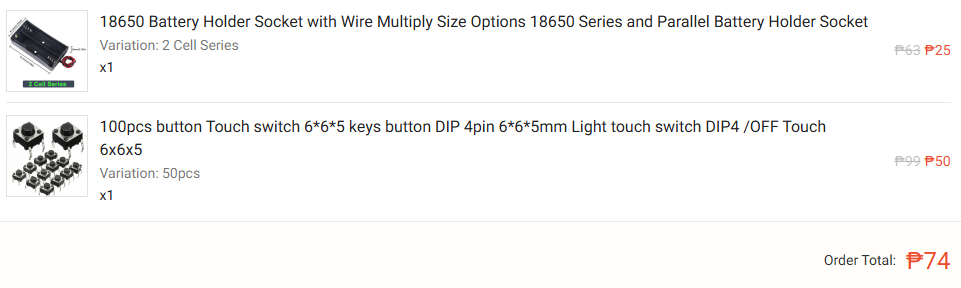 18650 Battery Holder Socket with Wire Multiply Size Options 18650 Series and Parallel Battery Holder Socket
Variation: 2 Cell Series
x1
₱63 ₱25
2 Cell Series
100pcs button Touch switch 6*6*5 keys button DIP 4pin 6*6*5mm Light touch switch DIP4 /OFF Touch
6x6x5
Variation: 50pcs
x1
₱99 ₱50
Order Total: ₱74